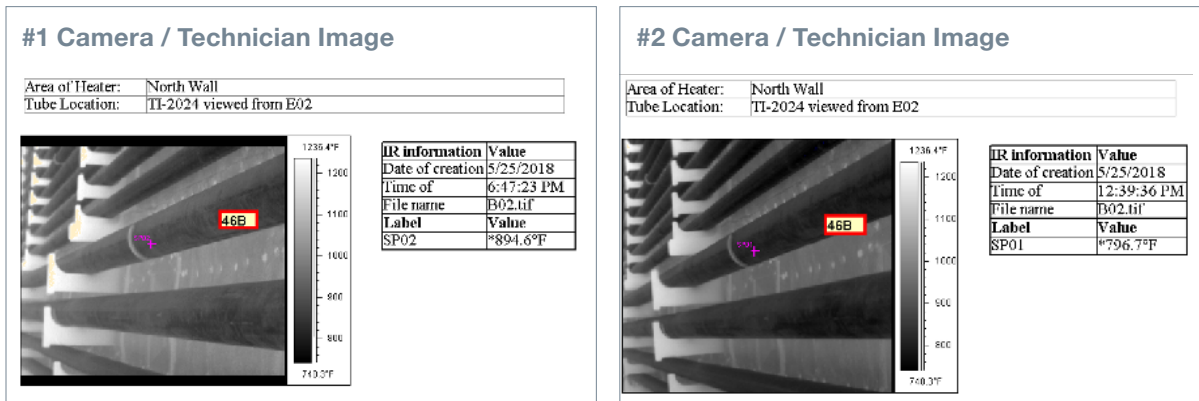 #1 Camera / Technician Image
Area of Heater: North Wall
Tube Location: TI-2024 viewed from E02
1236.4°F
1200
1100
1000
900
800
740.3°F
46B
IR information Value
Date of creation 5/25/2018
Time of 6:47:23 PM
File name B02.tif
Label Value
SP02 *894.6°F
#2 Camera / Technician Image
Area of Heater: North Wall
Tube Location: TI-2024 viewed from E02
1236.4°F
1200
1100
1000
900
800
740.3°F
46B
SP01
IR information Value
Date of creation 5/25/2018
Time of 12:39:36 PM
File name B02.tif
Label Value
SP01 *796.7°F